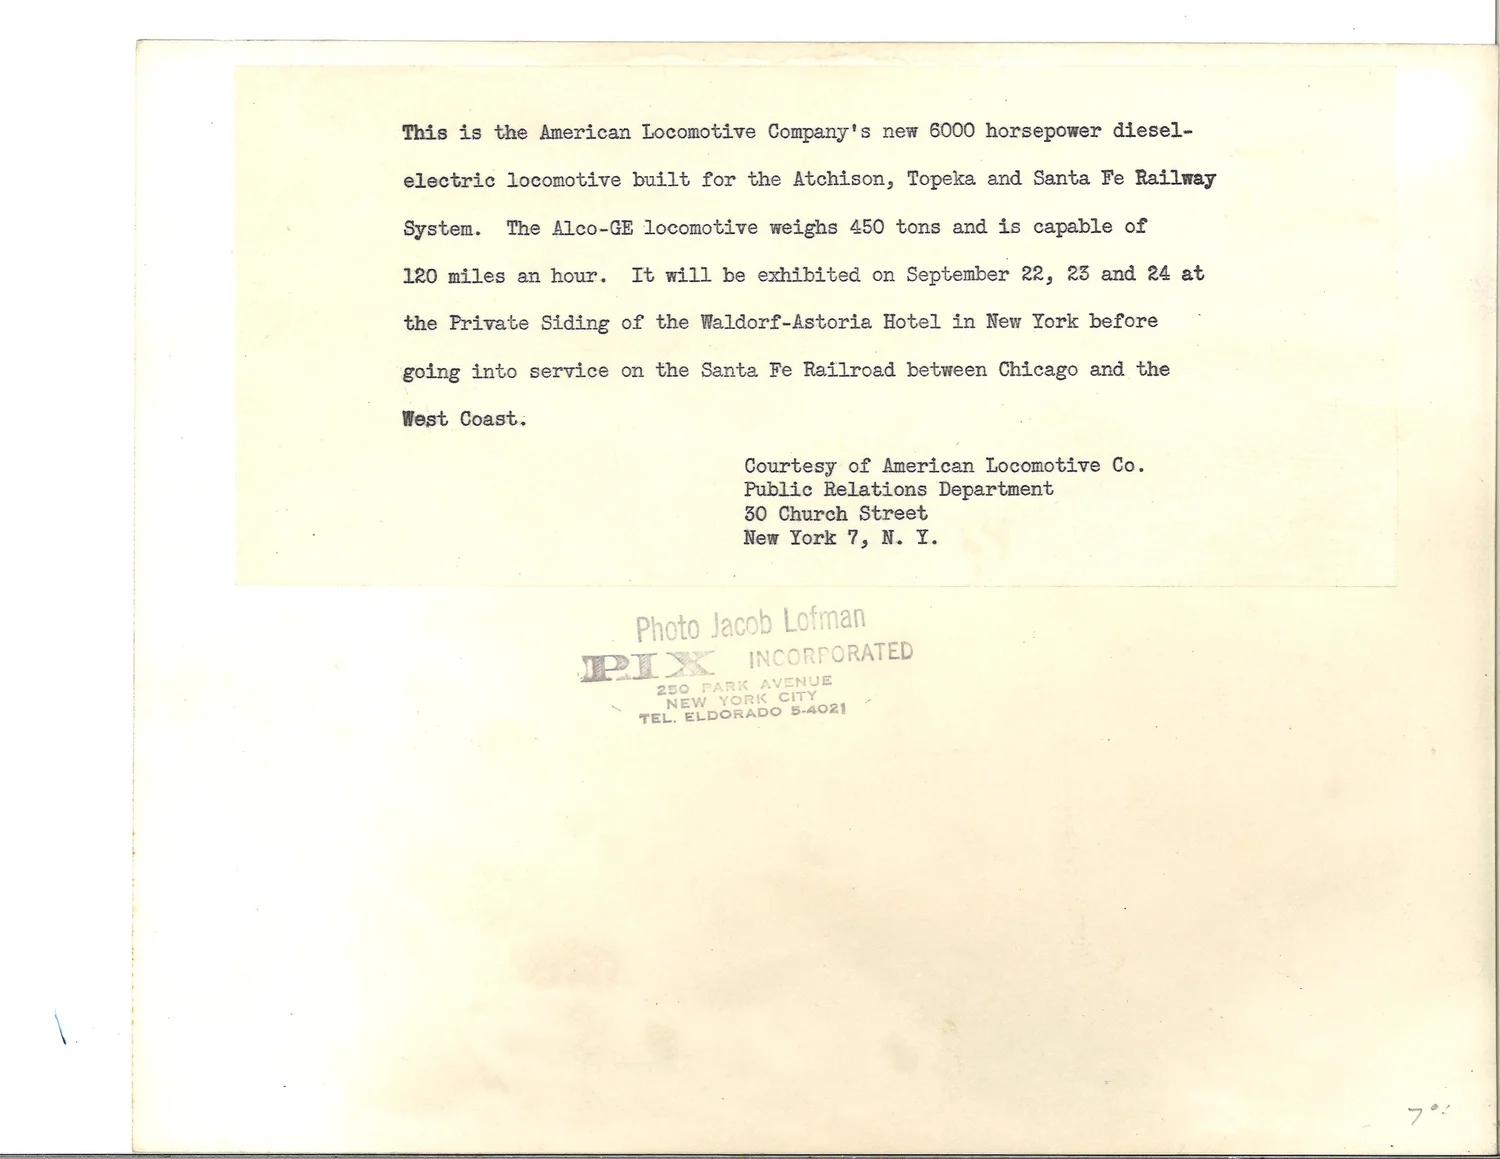 This is the American Locomotive Company's new 6000 horsepower diesel-
electric locomotive built for the Atchison, Topeka and Santa Fe Railway
System. The Alco-GE locomotive weighs 450 tons and is capable of
120 miles an hour. It will be exhibited on September 22, 23 and 24 at
the Private Siding of the Waldorf-Astoria Hotel in New York before
going into service on the Santa Fe Railroad between Chicago and the
West Coast.
Courtesy of American Locomotive Co.
Public Relations Department
30 Church Street
New York 7, N. Y.
Photo Jacob Lofman
PIX INCORPORATED
250 PARK AVENUE
NEW YORK CITY
TEL. ELDORADO 5-4021